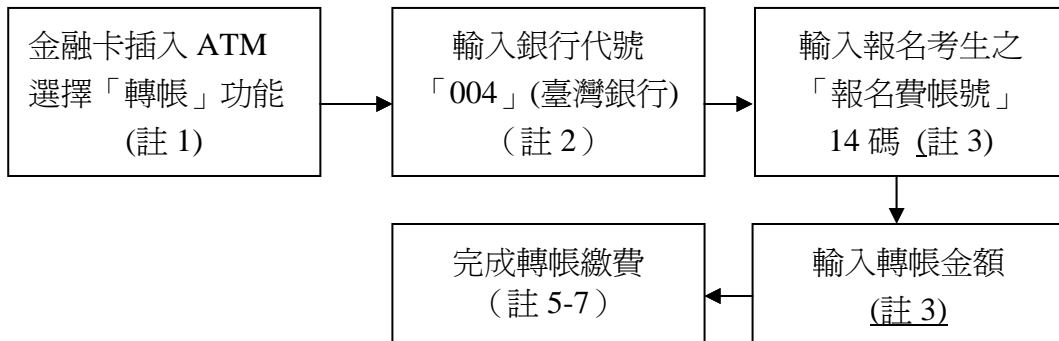 金融卡插入 ATM
選擇「轉帳」功能
(註 1)
輸入銀行代號
「004」(臺灣銀行)
（註 2）
輸入報名考生之
「報名費帳號」
14 碼 (註 3)
輸入轉帳金額
(註 3)
完成轉帳繳費
（註 5-7）